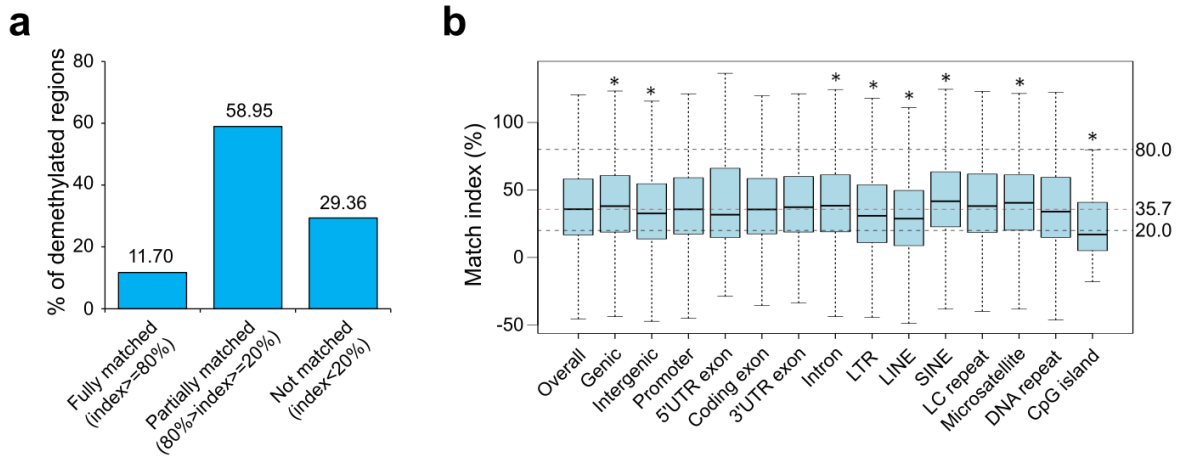 a
% of demethylated regions
80
60
40
20
0
11.70
58.95
29.36
Fully matched
(index>=80%)
Partially matched
(80%>index>=20%)
Not matched
(index<20%)
b
Match index (%)
100
50
0
-50
* * * * * * * *
80.0
35.7
20.0
Overall
Genic
Intergenic
Promoter
5'UTR exon
Coding exon
3'UTR exon
Intron
LTR
LINE
SINE
LC repeat
Microsatellite
DNA repeat
CpG island